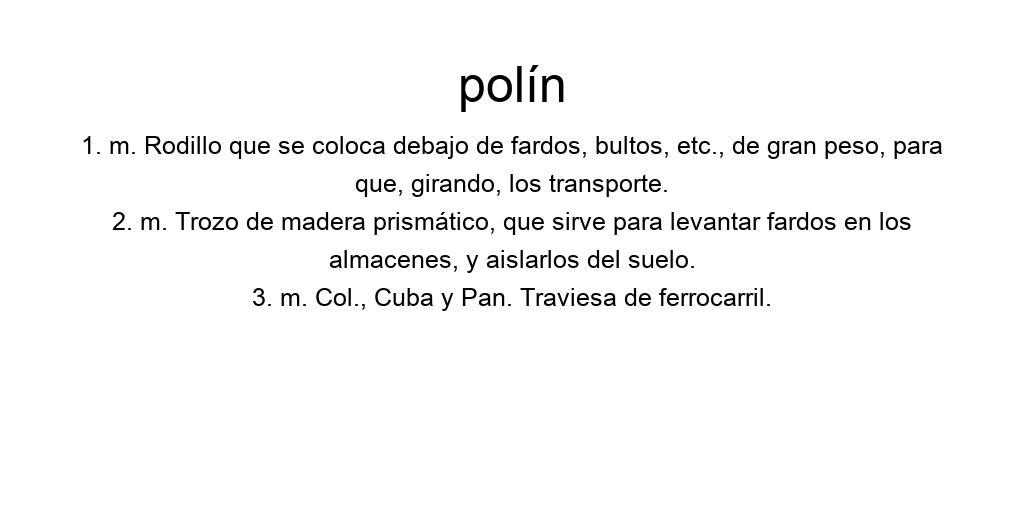 polín
1. m. Rodillo que se coloca debajo de fardos, bultos, etc., de gran peso, para
que, girando, los transporte.
2. m. Trozo de madera prismático, que sirve para levantar fardos en los
almacenes, y aislarlos del suelo.
3. m. Col., Cuba y Pan. Traviesa de ferrocarril.